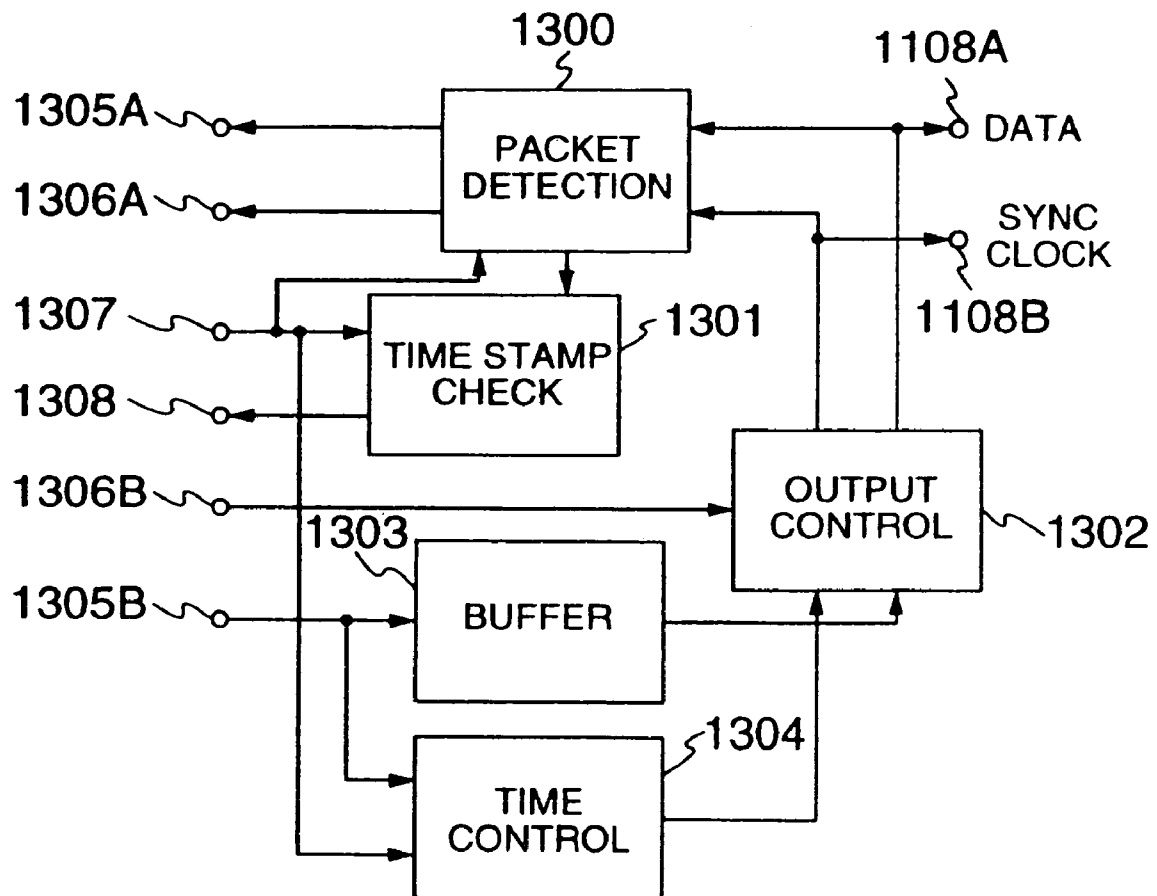 1300
1108A
1305A
DATA
PACKET
DETECTION
1306A
SYNC
CLOCK
1307
1301
1108B
TIME STAMP
CHECK
1308
1306B
OUTPUT
CONTROL
1303
1302
1305B
BUFFER
1304
TIME
CONTROL